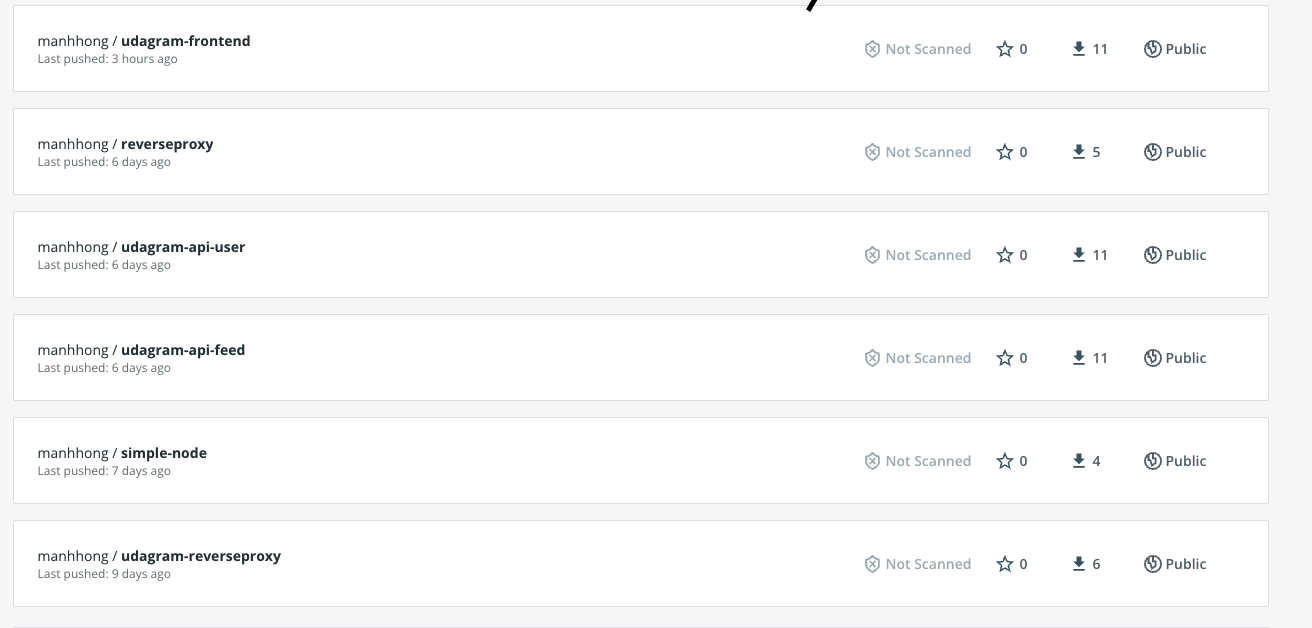 manhhong / udagram-frontend
Last pushed: 3 hours ago
Not Scanned 0 11 Public
manhhong / reverseproxy
Last pushed: 6 days ago
Not Scanned 0 5 Public
manhhong / udagram-api-user
Last pushed: 6 days ago
Not Scanned 0 11 Public
manhhong / udagram-api-feed
Last pushed: 6 days ago
Not Scanned 0 11 Public
manhhong / simple-node
Last pushed: 7 days ago
Not Scanned 0 4 Public
manhhong / udagram-reverseproxy
Last pushed: 9 days ago
Not Scanned 0 6 Public